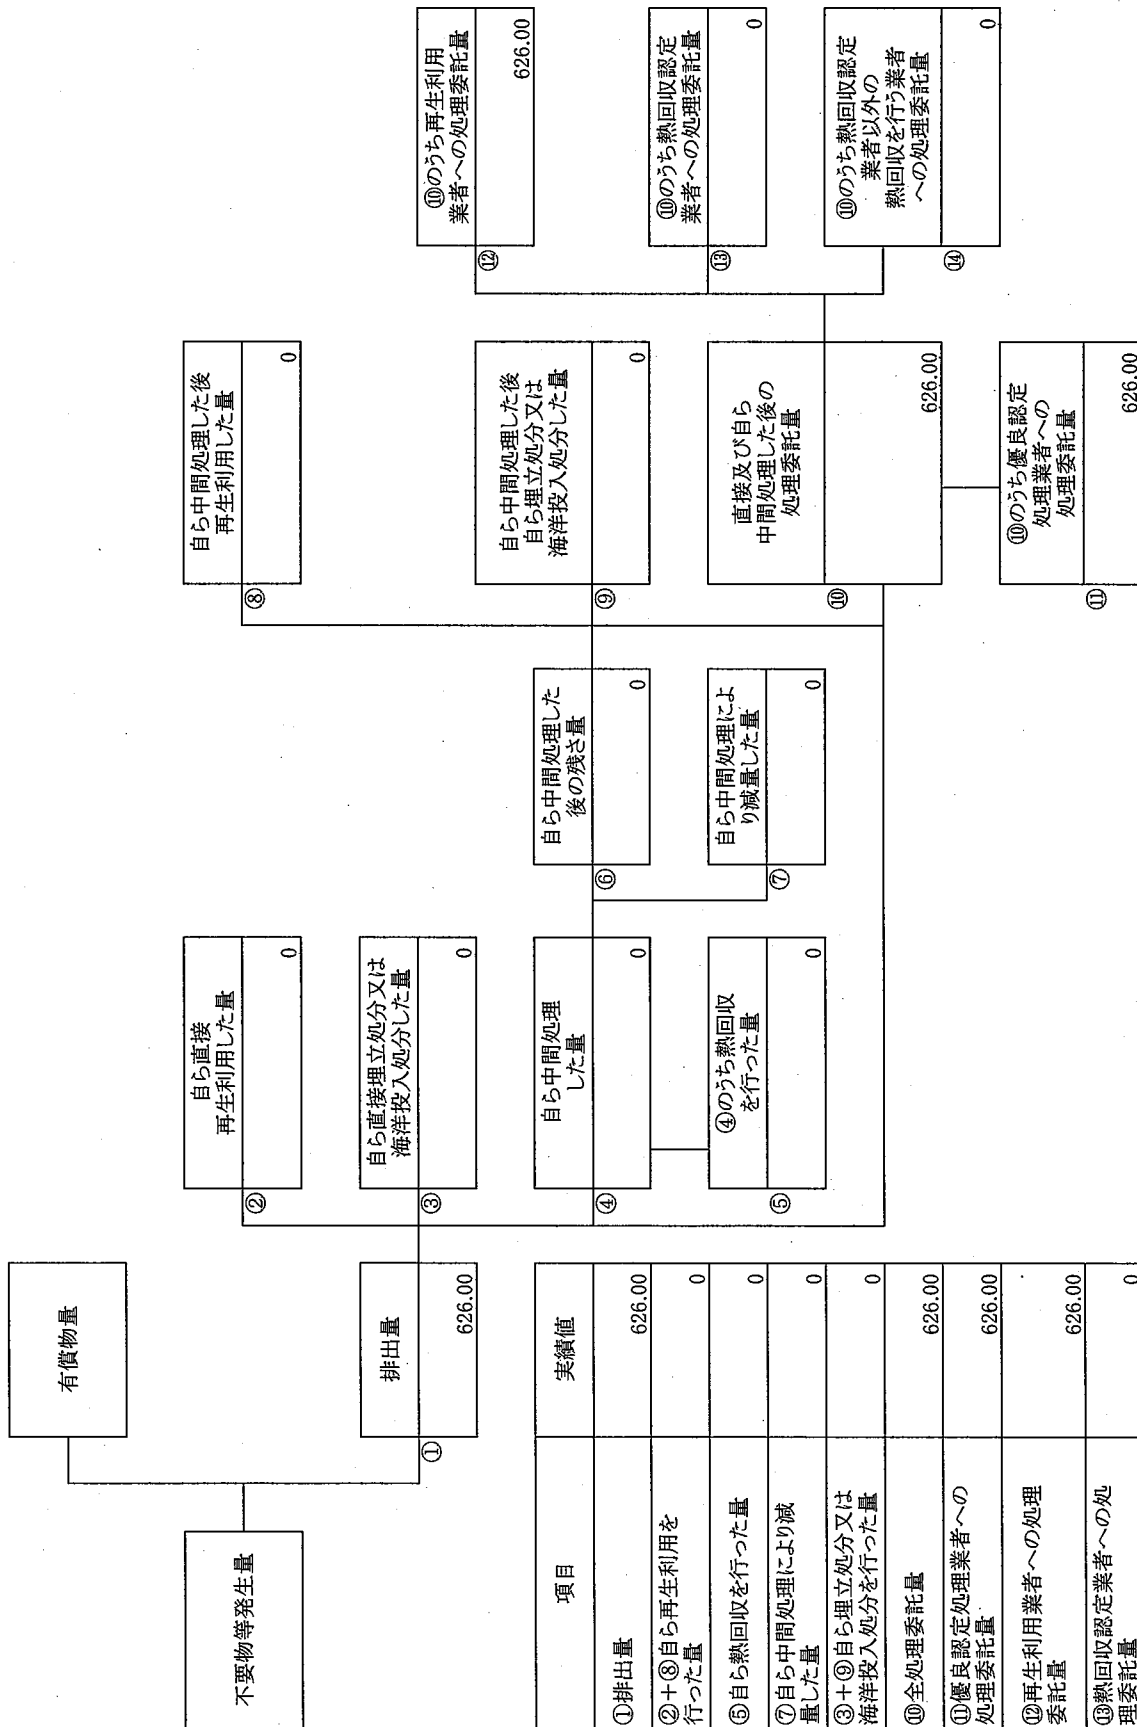 不要物等発生量
有償物量
排出量
①
626.00
自ら直接
再生利用した量
②
0
自ら直接埋立処分又は
海洋投入処分した量
③
0
自ら中間処理
した量
④
0
④のうち熱回収
を行った量
⑤
0
自ら中間処理した
後の残さ量
⑥
0
自ら中間処理によ
り減量した量
⑦
0
自ら中間処理した後
再生利用した量
⑧
0
自ら中間処理した後
自ら埋立処分又は
海洋投入処分した量
⑨
0
直接及び自ら
中間処理した後の
処理委託量
⑩
626.00
⑩のうち優良認定
処理業者への
処理委託量
⑪
626.00
⑩のうち再生利用
業者への処理委託量
⑫
626.00
⑩のうち熱回収認定
業者への処理委託量
⑬
0
⑩のうち熱回収認定
業者以外の
熱回収を行う業者
への処理委託量
⑭
0
項目 実績値
①排出量 626.00
②+⑧自ら再生利用を
行った量 0
⑤自ら熱回収を行った量 0
⑦自ら中間処理により減
量した量 0
③+⑨自ら埋立処分又は
海洋投入処分を行った量 0
⑩全処理委託量 626.00
⑪優良認定処理業者への
処理委託量 626.00
⑫再生利用業者への処理
委託量 626.00
⑬熱回収認定業者への処
理委託量 0